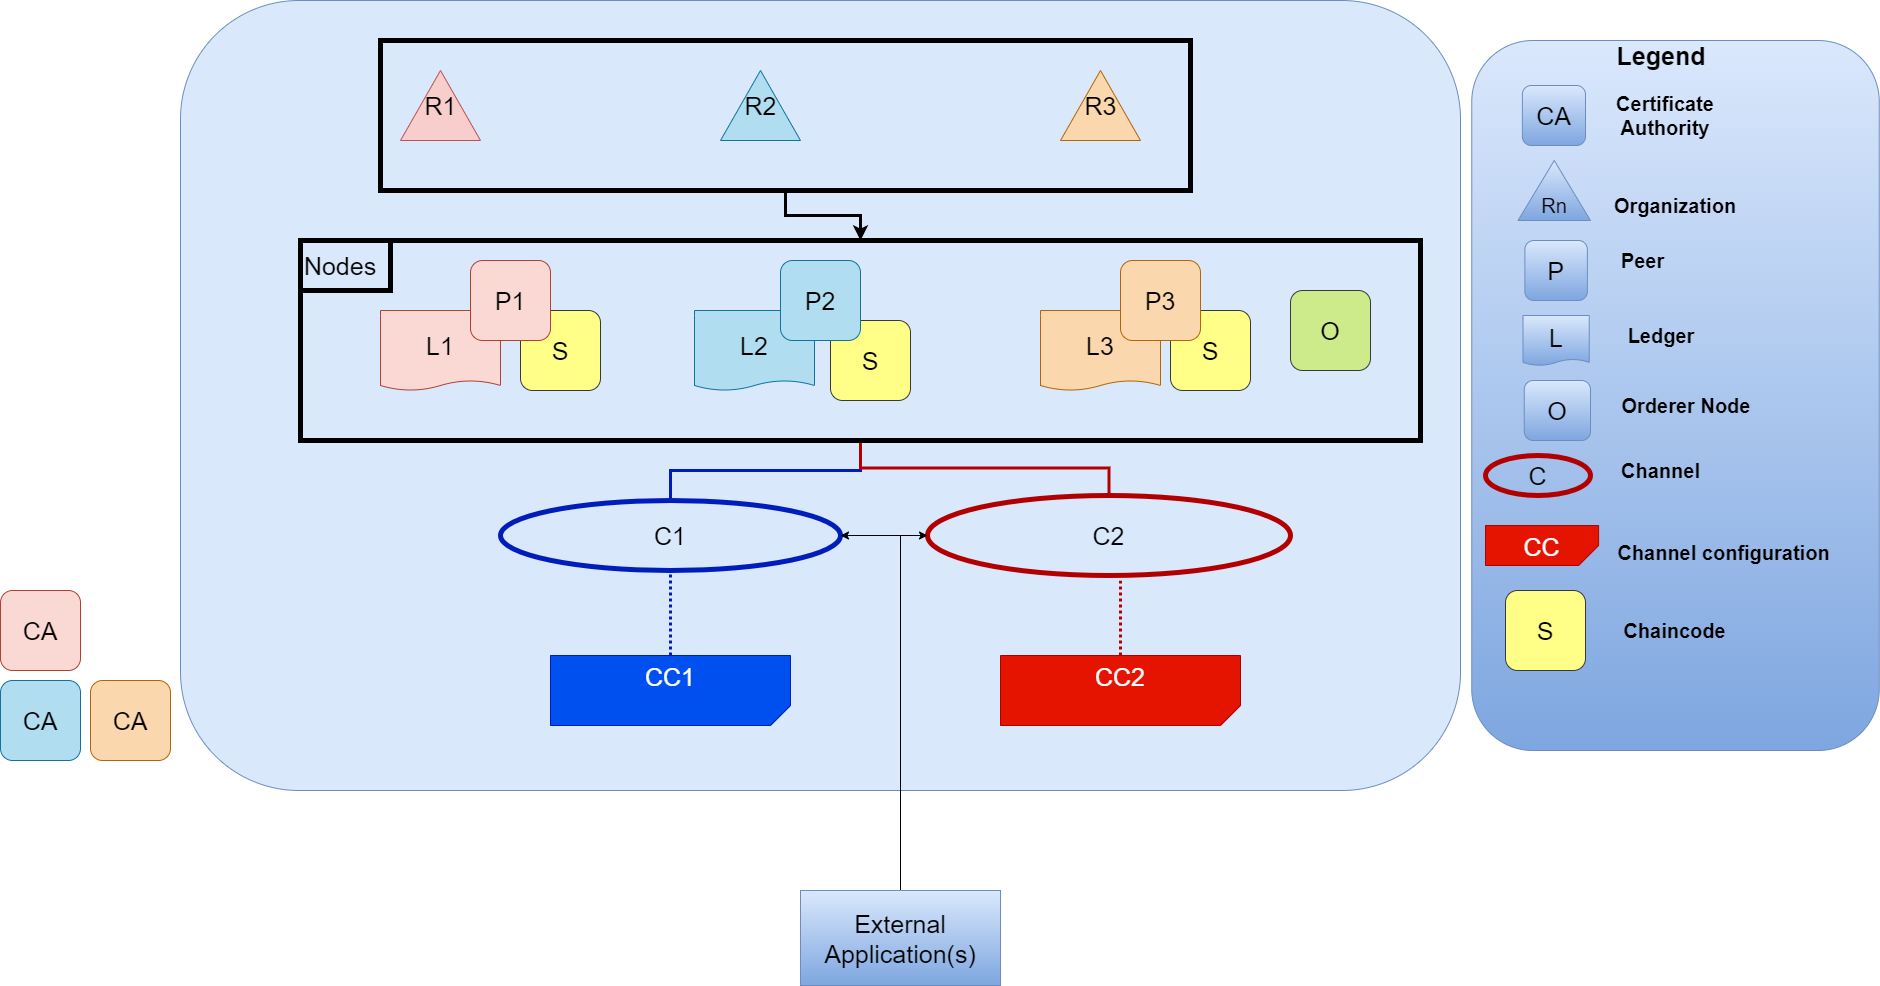 R1
R2
R3
Nodes
P1
L1
S
P2
L2
S
P3
L3
S
O
C1
C2
CC1
CC2
CA
CA
CA
External
Application(s)
Legend
CA
Certificate
Authority
Rn
Organization
P
Peer
L
Ledger
O
Orderer Node
C
Channel
CC
Channel configuration
S
Chaincode